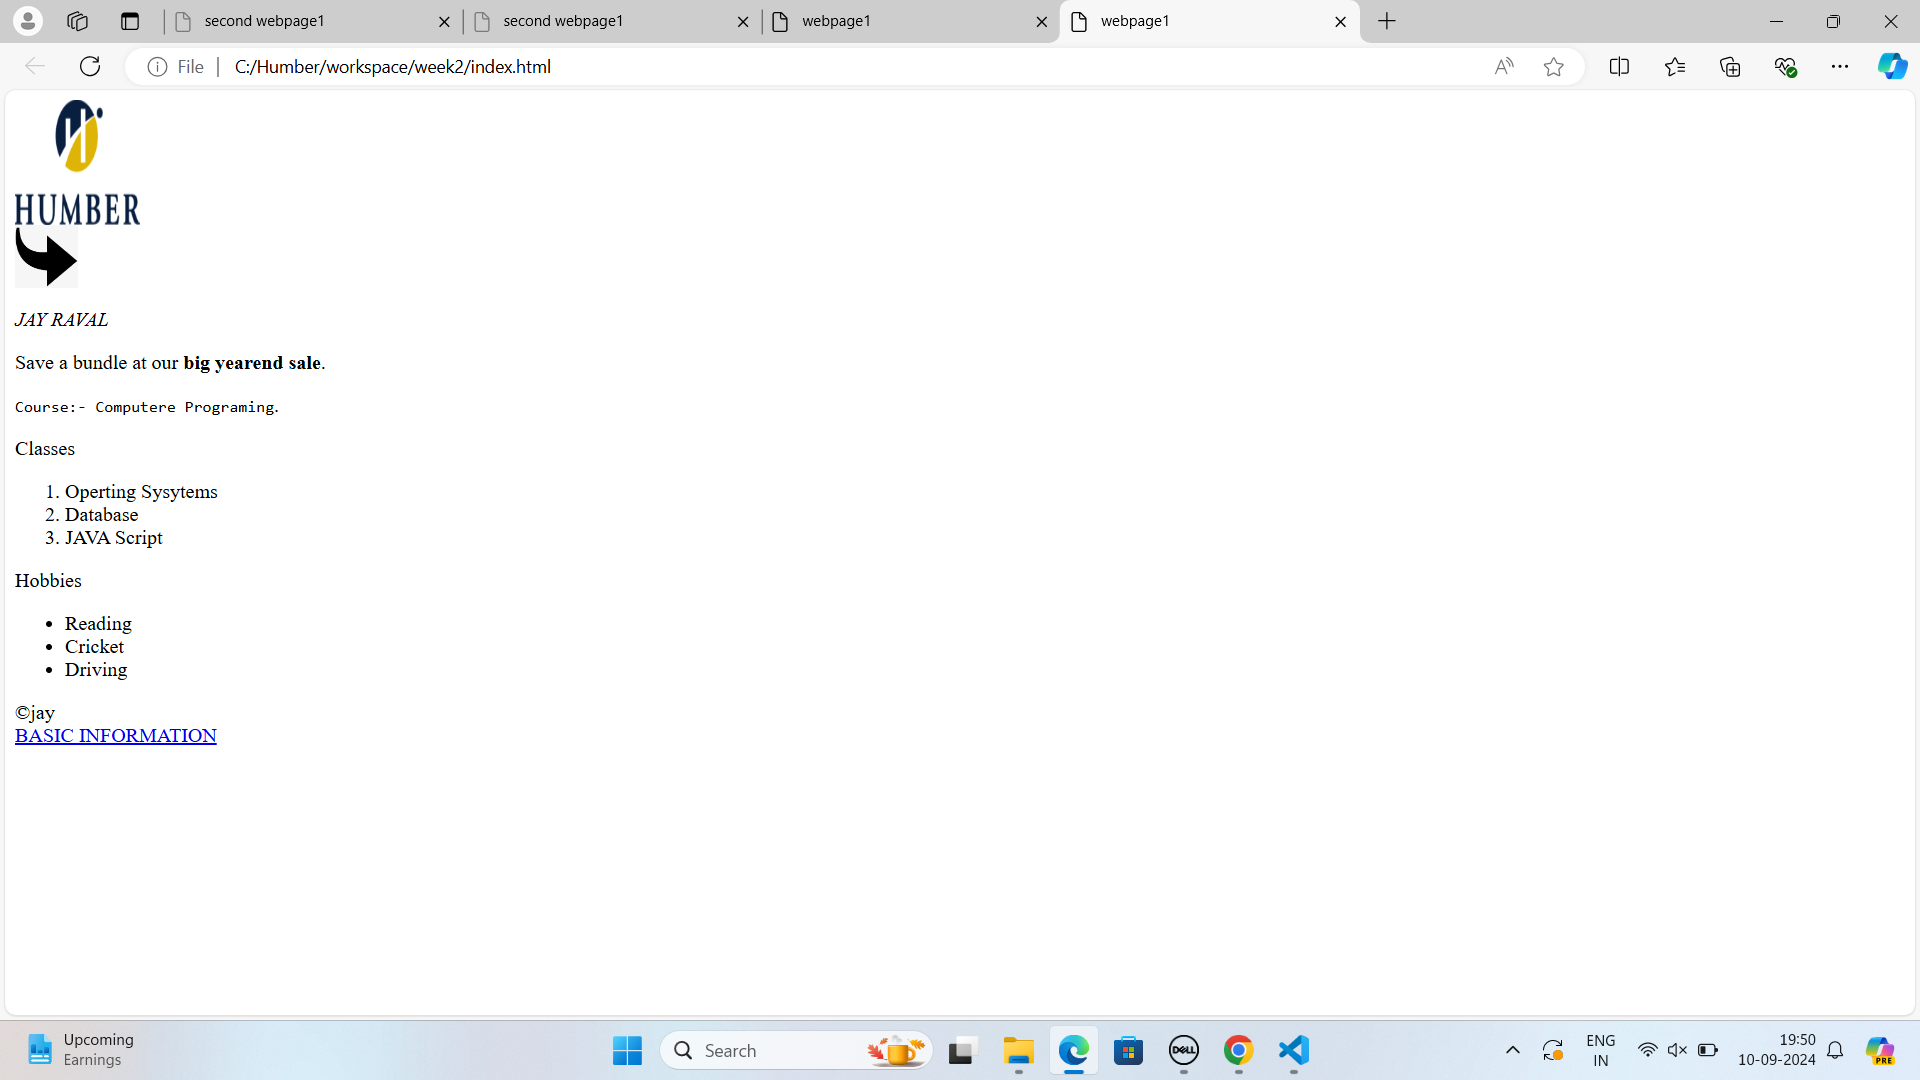 second webpage1
second webpage1
webpage1
webpage1
File
C:/Humber/workspace/week2/index.html
HUMBER
JAY RAVAL
Save a bundle at our big yearend sale.
Course:- Computere Programing.
Classes
1. Operting Sysytems
2. Database
3. JAVA Script
Hobbies
• Reading
• Cricket
• Driving
©jay
BASIC INFORMATION
Upcoming
Earnings
Search
DELL
ENG
IN
19:50
10-09-2024
PRE